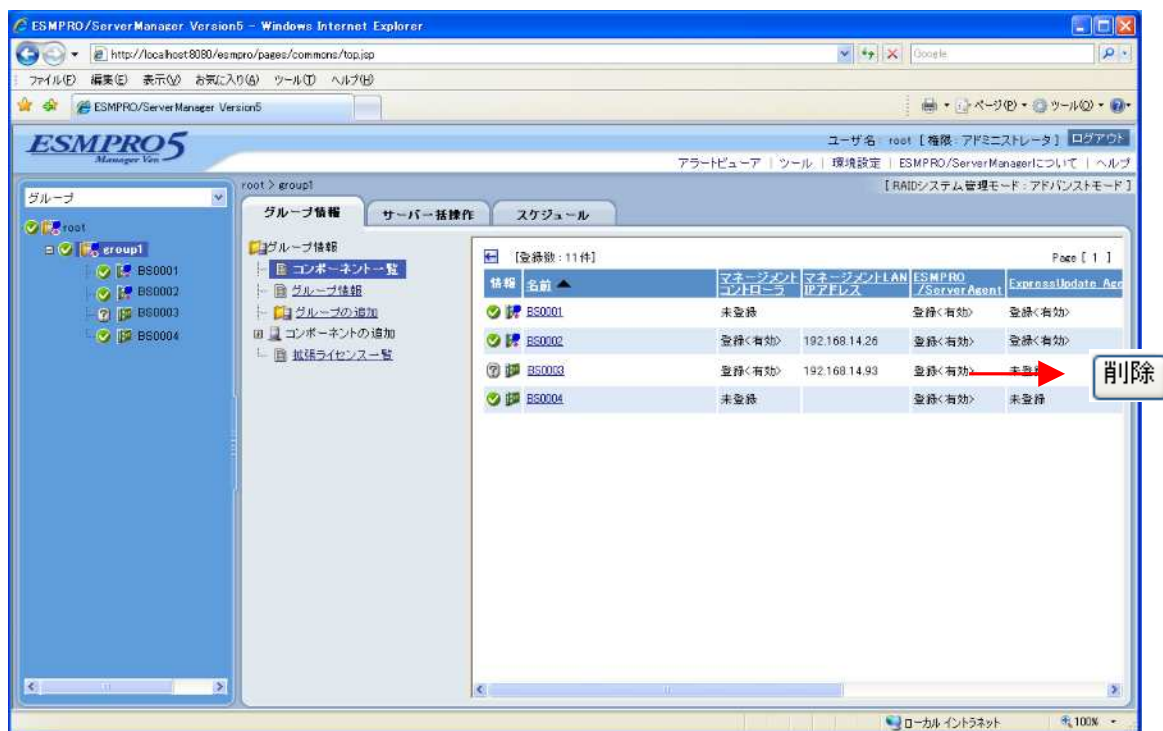 ESMPRO/ServerManager Version5 - Windows Internet Explorer
http://localhost:8080/esmpro/pages/commons/top.jsp
Google
ファイル(F) 編集(E) 表示(V) お気に入り(A) ツール(T) ヘルプ(H)
ESMPRO/ServerManager Version5
ページ(P) ツール(O)
ESMPRO5
Manager Ver
ユーザ名 : root [ 権限 : アドミニストレータ ] ログアウト
アラートビューア | ツール | 環境設定 | ESMPRO/ServerManagerについて | ヘルプ
グループ
root > group1
[ RAIDシステム管理モード : アドバンストモード ]
グループ情報 サーバ一括操作 スケジュール
root
group1
BS0001
BS0002
BS0003
BS0004
グループ情報
コンポーネント一覧
グループ情報
グループの追加
コンポーネントの追加
拡張ライセンス一覧
[登録数 : 11件]
Page [ 1 ]
情報 名前 ▲ マネージメントコントローラ マネージメントLAN IPアドレス ESMPRO/ServerAgent ExpressUpdate Age
BS0001 未登録 登録<有効> 登録<有効>
BS0002 登録<有効> 192.168.14.26 登録<有効> 登録<有効>
BS0003 登録<有効> 192.168.14.93 登録<有効> 未登
削除
BS0004 未登録 登録<有効> 未登録
ローカル イントラネット
100%